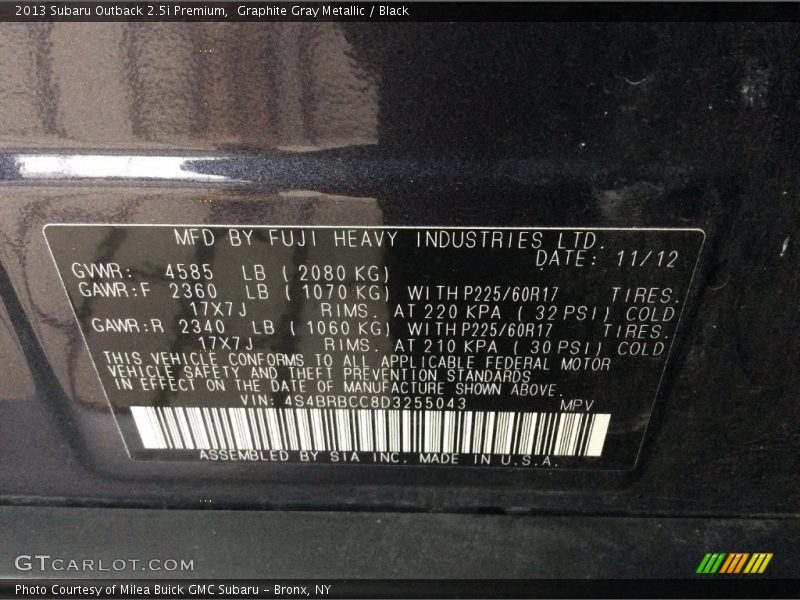 2013 Subaru Outback 2.5i Premium,  Graphite Gray Metallic / Black
MFD BY FUJI HEAVY INDUSTRIES LTD.
DATE: 11/12
GVWR: 4585 LB (2080 KG)
GAWR:F 2360 LB (1070 KG) WITH P225/60R17 TIRES.
17X7J RIMS. AT 220 KPA (32 PSI) COLD
GAWR:R 2340 LB (1060 KG) WITH P225/60R17 TIRES.
17X7J RIMS. AT 210 KPA (30 PSI) COLD
THIS VEHICLE CONFORMS TO ALL APPLICABLE FEDERAL MOTOR
VEHICLE SAFETY AND THEFT PREVENTION STANDARDS
IN EFFECT ON THE DATE OF MANUFACTURE SHOWN ABOVE.
VIN: 4S4BRBCC8D3255043 MPV
ASSEMBLED BY SIA INC. MADE IN U.S.A.
GTCARLOT.COM
Photo Courtesy of Milea Buick GMC Subaru - Bronx, NY